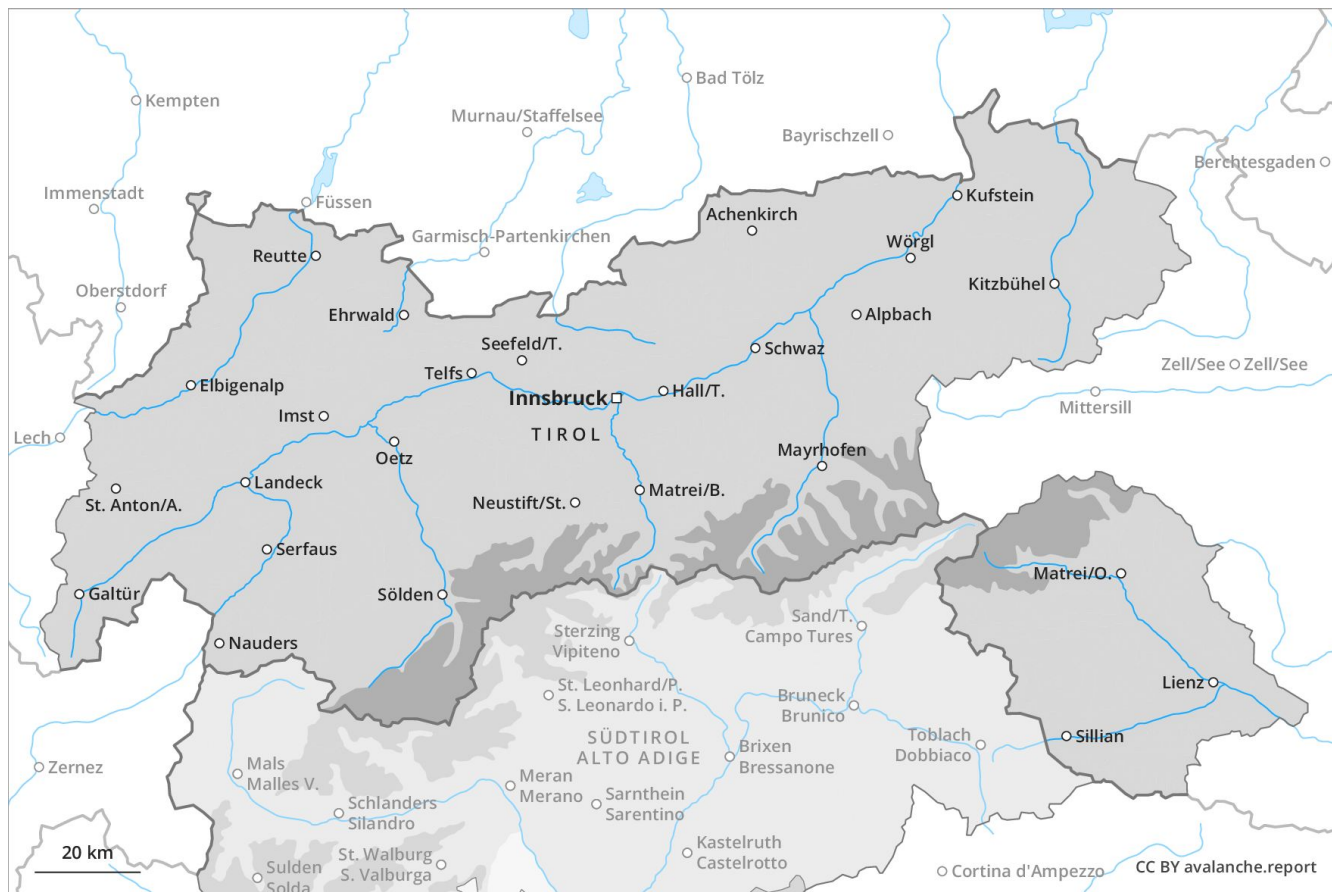 Kempten
Bad Tölz
Murnau/Staffelsee
Bayrischzell
Berchtesgaden
Immenstadt
Füssen
Kufstein
Achenkirch
Garmisch-Partenkirchen
Wörgl
Reutte
Oberstdorf
Kitzbühel
Ehrwald
Alpbach
Seefeld/T.
Schwaz
Zell/See
Zell/See
Telfs
Elbigenalp
Hall/T.
Innsbruck
Mittersill
Imst
TIROL
Lech
Oetz
Mayrhofen
Landeck
Matrei/B.
St. Anton/A.
Neustift/St.
Serfaus
Matrei/O.
Galtür
Sölden
Sand/T.
Campo Tures
Sterzing
Vipiteno
Nauders
Lienz
St. Leonhard/P.
S. Leonardo i. P.
Bruneck
Brunico
SÜDTIROL
ALTO ADIGE
Sillian
Toblach
Dobbiaco
Brixen
Bressanone
Zernez
Mals
Malles V.
Meran
Merano
Schlanders
Silandro
Sarnthein
Sarentino
Kastelruth
Castelrotto
20 km
St. Walburg
S. Valburga
Sulden
Solda
Cortina d'Ampezzo
CC BY avalanche.report